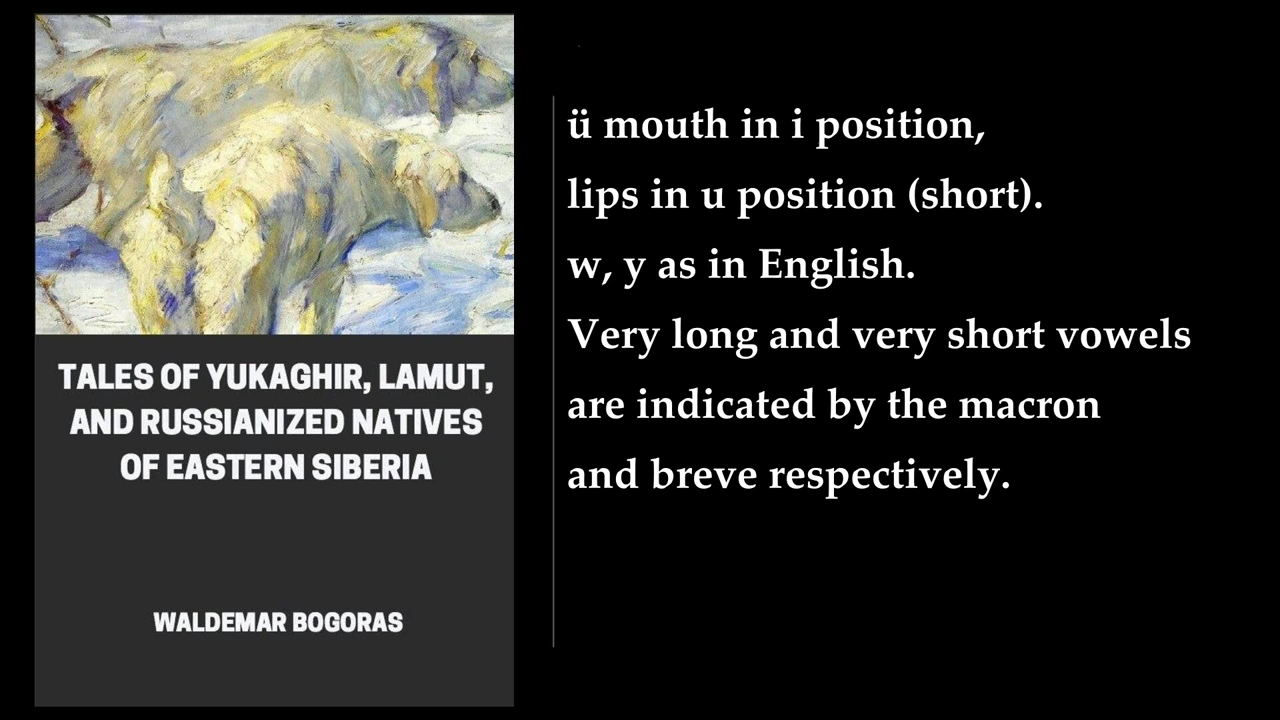 TALES OF YUKAGHIR, LAMUT,
AND RUSSIANIZED NATIVES
OF EASTERN SIBERIA
WALDEMAR BOGORAS
ü mouth in i position,
lips in u position (short).
w, y as in English.
Very long and very short vowels
are indicated by the macron
and breve respectively.